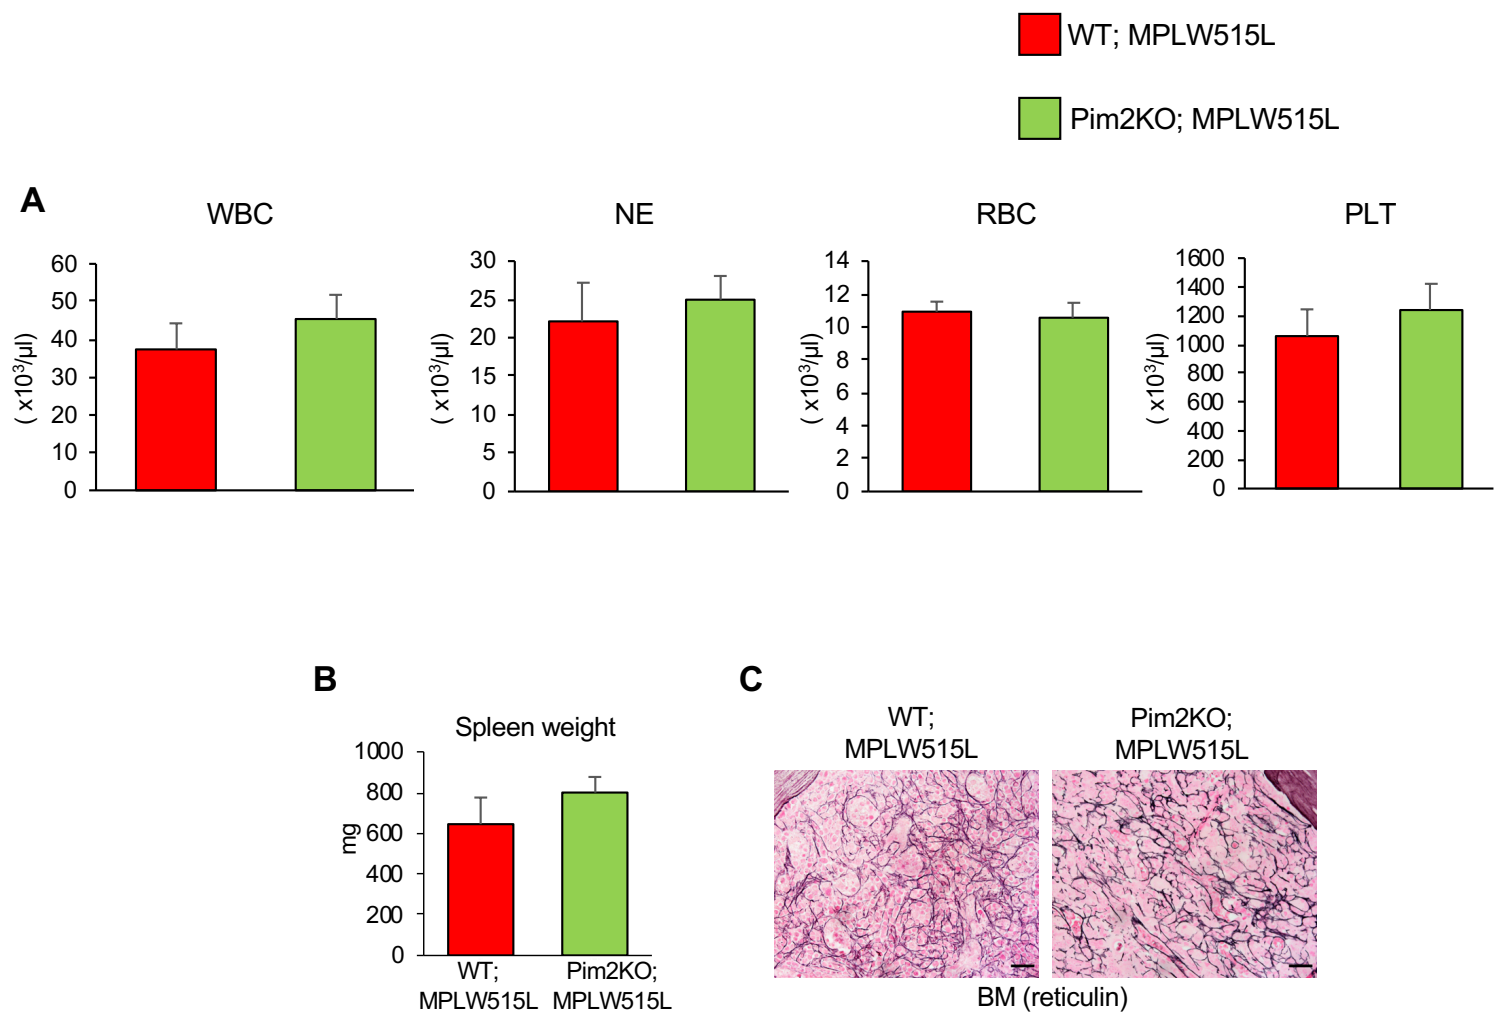 WT; MPLW515L
Pim2KO; MPLW515L
A
WBC
NE
RBC
PLT
( x10³/µl)
60
50
40
30
20
10
0
( x10³/µl)
30
25
20
15
10
5
0
( x10³/µl)
14
12
10
8
6
4
2
0
( x10³/µl)
1600
1400
1200
1000
800
600
400
200
0
B
Spleen weight
mg
1000
800
600
400
200
0
WT;
MPLW515L
Pim2KO;
MPLW515L
C
WT;
MPLW515L
Pim2KO;
MPLW515L
BM (reticulin)